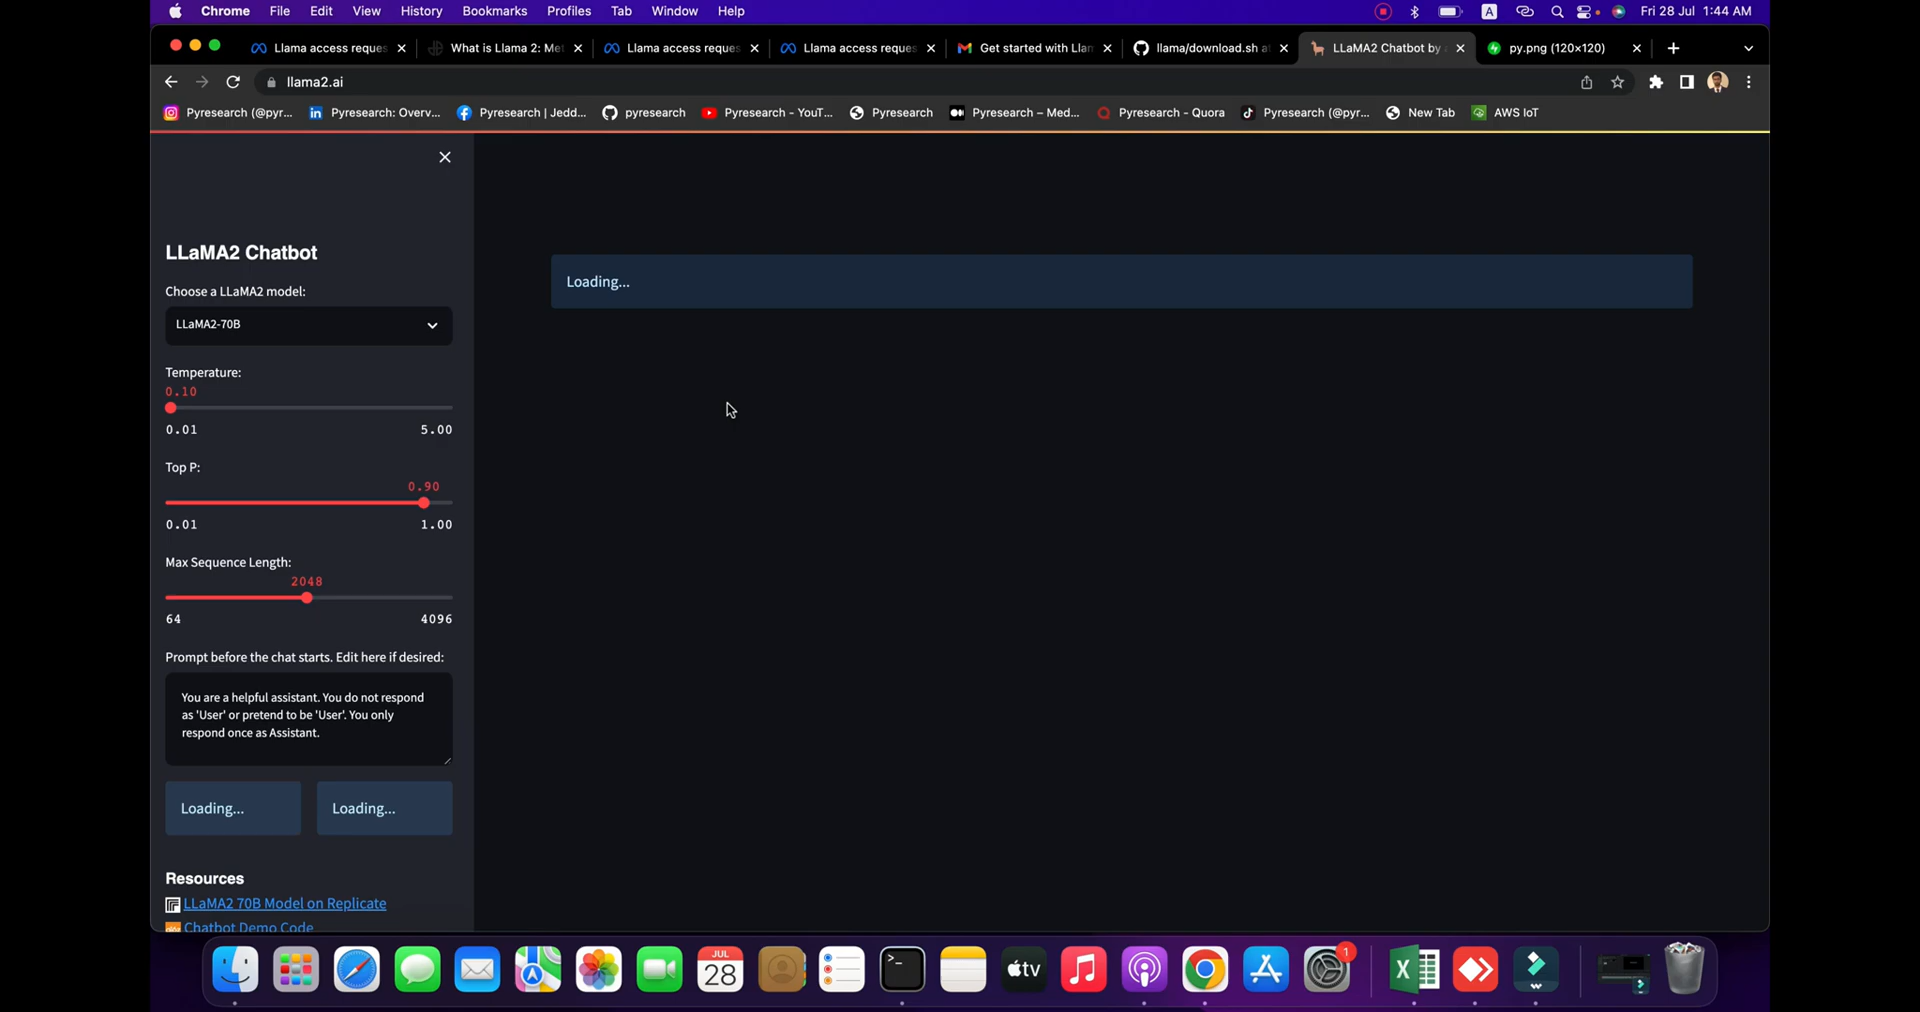 Chrome File Edit View History Bookmarks Profiles Tab Window Help
A
Fri 28 Jul 1:44 AM
Llama access reques
What is Llama 2: Met
Llama access reques
Llama access reques
Get started with Llam
llama/download.sh at
LLaMA2 Chatbot by a
py.png (120×120)
llama2.ai
Pyresearch (@pyr...
Pyresearch: Overv...
Pyresearch | Jedd...
pyresearch
Pyresearch - YouT...
Pyresearch
Pyresearch – Med...
Pyresearch - Quora
Pyresearch (@pyr...
New Tab
AWS IoT
LLaMA2 Chatbot
Choose a LLaMA2 model:
LLaMA2-70B
Temperature:
0.10
0.01 5.00
Top P:
0.90
0.01 1.00
Max Sequence Length:
2048
64 4096
Prompt before the chat starts. Edit here if desired:
You are a helpful assistant. You do not respond
as 'User' or pretend to be 'User'. You only
respond once as Assistant.
Loading... Loading...
Resources
LLaMA2 70B Model on Replicate
Chatbot Demo Code
Loading...
JUL
28
tv
1